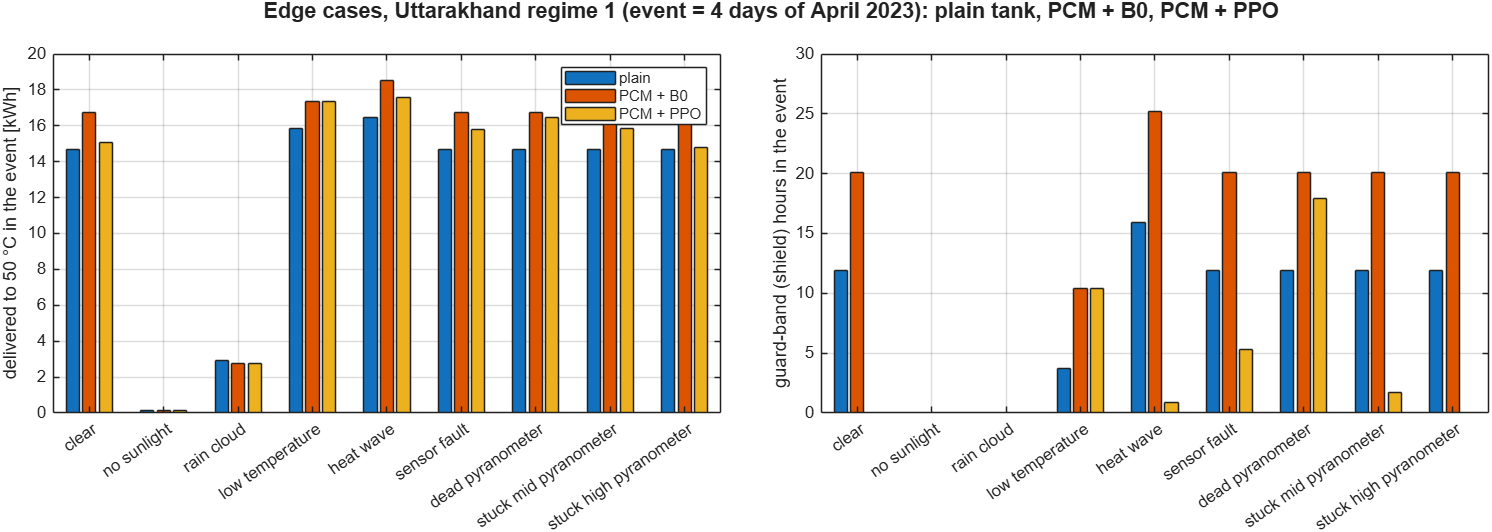 Edge cases, Uttarakhand regime 1 (event = 4 days of April 2023): plain tank, PCM + B0, PCM + PPO
delivered to 50 °C in the event [kWh]
20
18
16
14
12
10
8
6
4
2
0
plain
PCM + B0
PCM + PPO
clear
no sunlight
rain cloud
low temperature
heat wave
sensor fault
dead pyranometer
stuck mid pyranometer
stuck high pyranometer
guard-band (shield) hours in the event
30
25
20
15
10
5
0
clear
no sunlight
rain cloud
low temperature
heat wave
sensor fault
dead pyranometer
stuck mid pyranometer
stuck high pyranometer